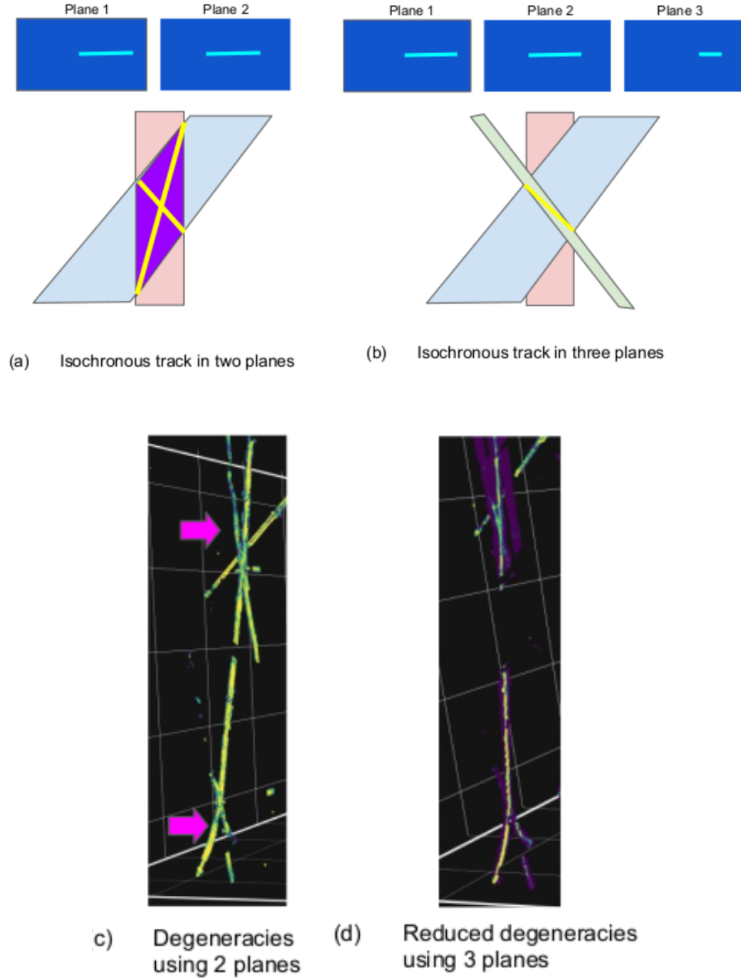 Plane 1 Plane 2 Plane 1 Plane 2 Plane 3
(a) Isochronous track in two planes
(b) Isochronous track in three planes
c) Degeneracies
using 2 planes
(d) Reduced degeneracies
using 3 planes